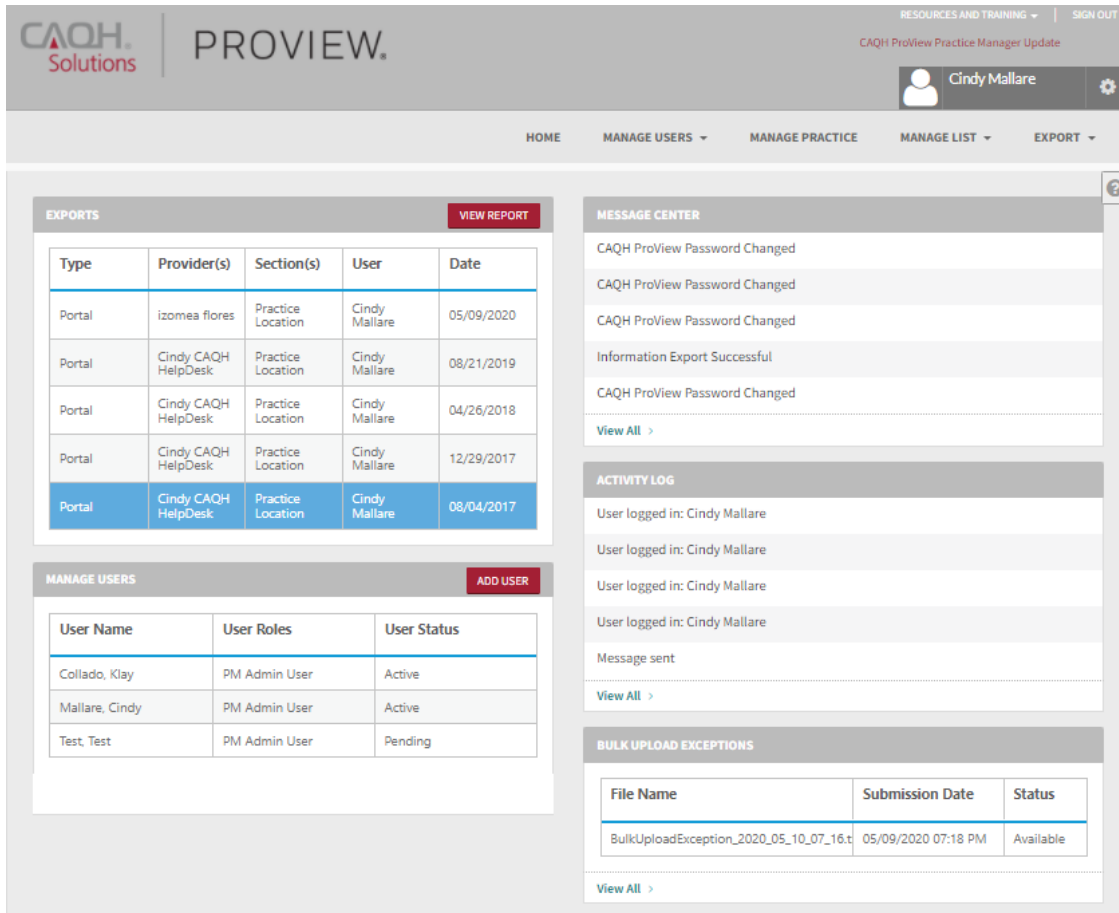 CAQH.
Solutions
PROVIEW.
RESOURCES AND TRAINING
SIGN OUT
CAQH ProView Practice Manager Update
Cindy Mallare
HOME MANAGE USERS MANAGE PRACTICE MANAGE LIST EXPORT
EXPORTS
VIEW REPORT
Type Provider(s) Section(s) User Date
Portal izomea flores Practice Location Cindy Mallare 05/09/2020
Portal Cindy CAQH HelpDesk Practice Location Cindy Mallare 08/21/2019
Portal Cindy CAQH HelpDesk Practice Location Cindy Mallare 04/26/2018
Portal Cindy CAQH HelpDesk Practice Location Cindy Mallare 12/29/2017
Portal Cindy CAQH HelpDesk Practice Location Cindy Mallare 08/04/2017
MANAGE USERS
ADD USER
User Name User Roles User Status
Collado, Klay PM Admin User Active
Mallare, Cindy PM Admin User Active
Test, Test PM Admin User Pending
MESSAGE CENTER
CAQH ProView Password Changed
CAQH ProView Password Changed
CAQH ProView Password Changed
Information Export Successful
CAQH ProView Password Changed
View All >
ACTIVITY LOG
User logged in: Cindy Mallare
User logged in: Cindy Mallare
User logged in: Cindy Mallare
User logged in: Cindy Mallare
Message sent
View All >
BULK UPLOAD EXCEPTIONS
File Name Submission Date Status
BulkUploadException_2020_05_10_07_16.t 05/09/2020 07:18 PM Available
View All >
?